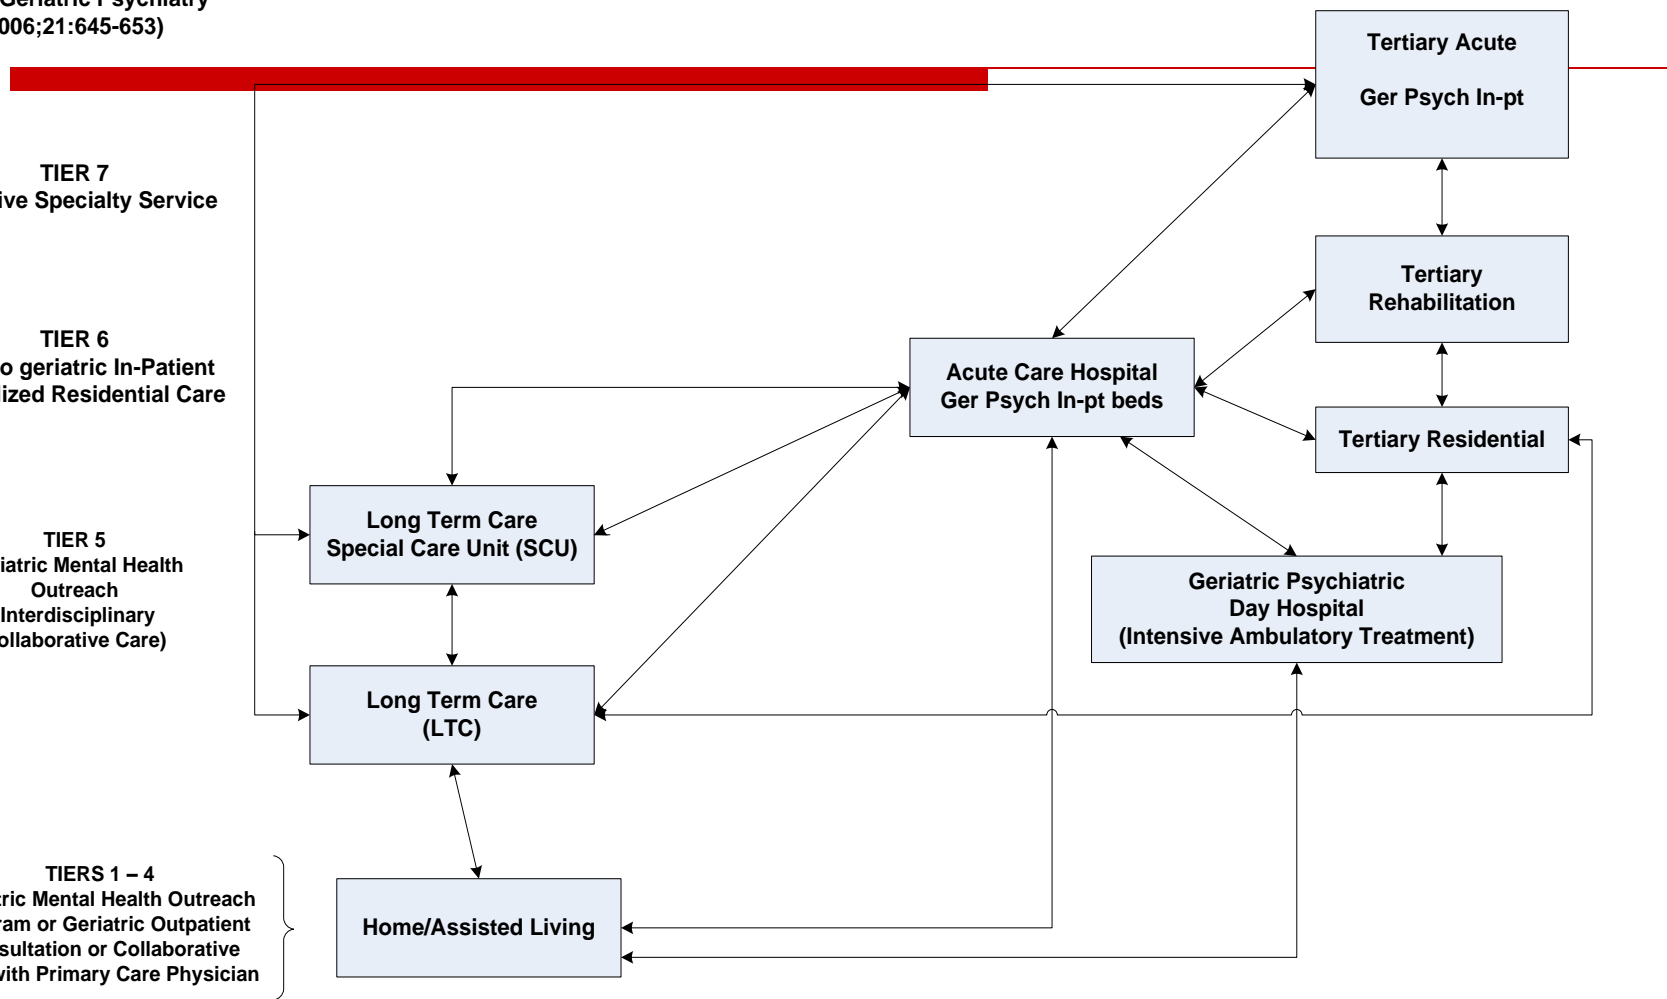 Geriatric Psychiatry
006;21:645-653)
Tertiary Acute
Ger Psych In-pt
TIER 7
ive Specialty Service
Tertiary
Rehabilitation
TIER 6
o geriatric In-Patient
lized Residential Care
Acute Care Hospital
Ger Psych In-pt beds
Tertiary Residential
Long Term Care
Special Care Unit (SCU)
TIER 5
iatric Mental Health
Outreach
Interdisciplinary
ollaborative Care)
Geriatric Psychiatric
Day Hospital
(Intensive Ambulatory Treatment)
Long Term Care
(LTC)
TIERS 1 – 4
tric Mental Health Outreach
ram or Geriatric Outpatient
sultation or Collaborative
with Primary Care Physician
Home/Assisted Living